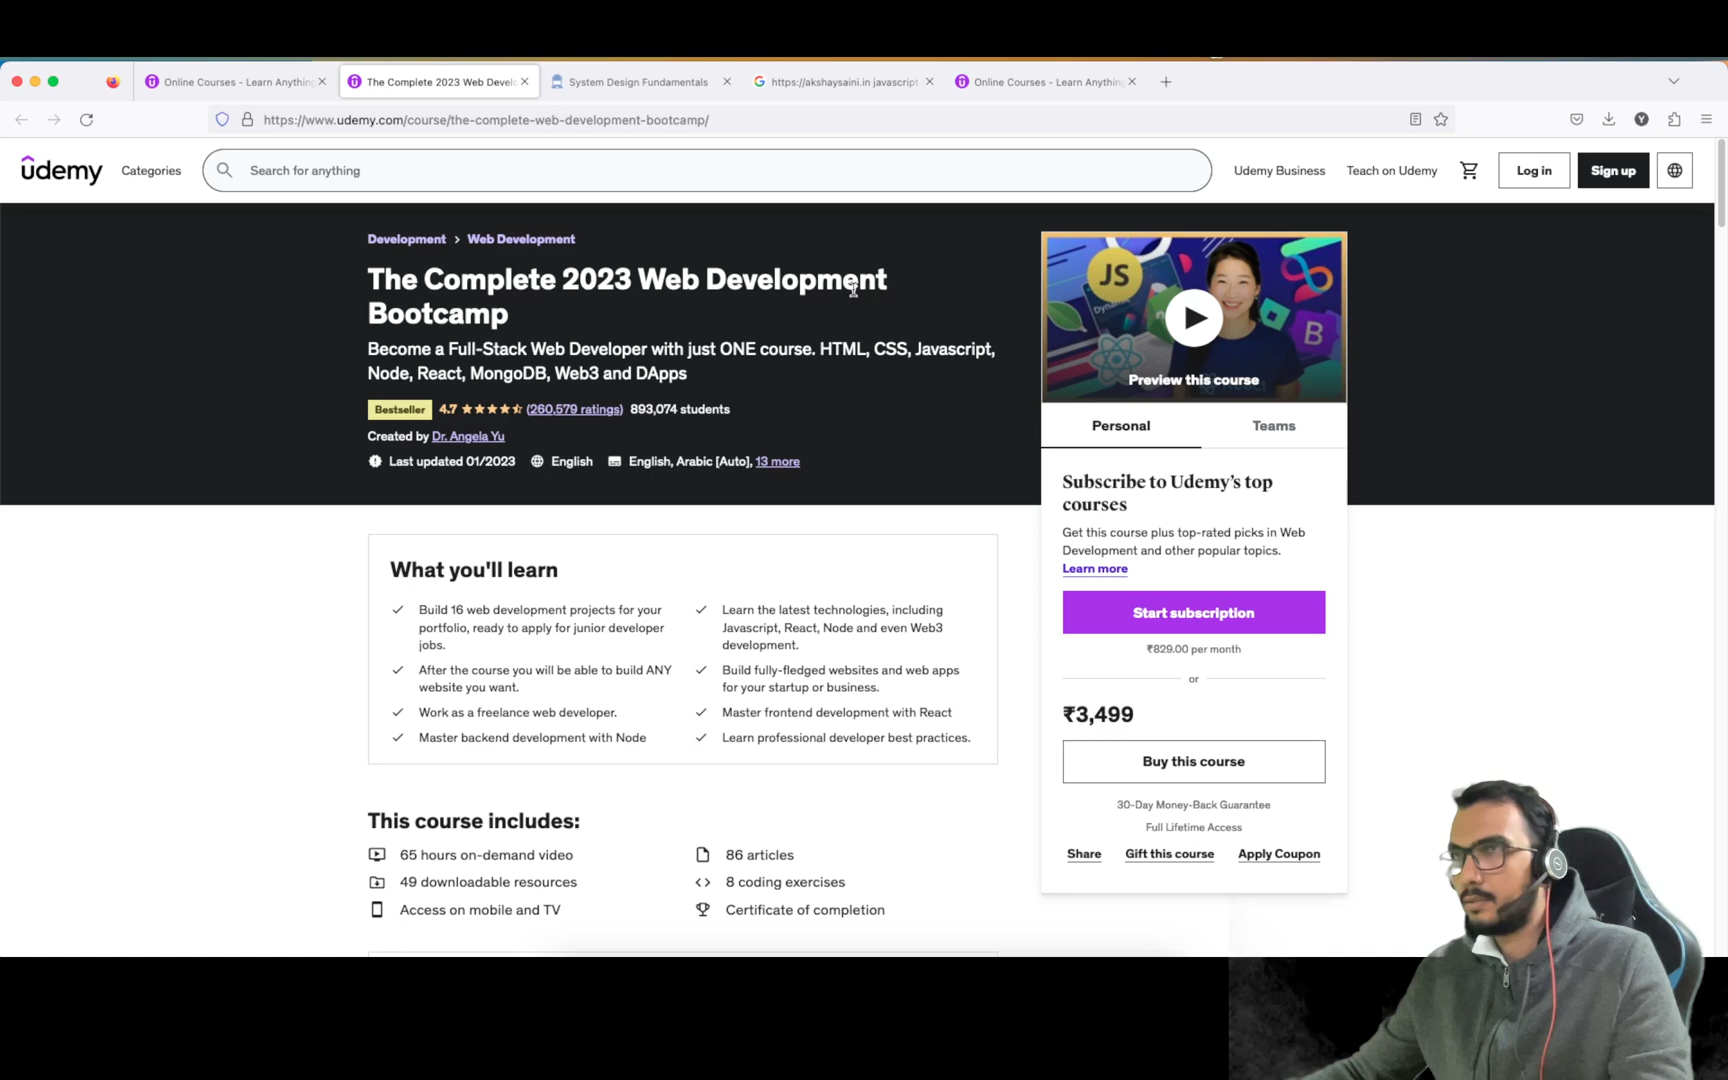 Online Courses - Learn Anything
The Complete 2023 Web Develo
System Design Fundamentals
https://akshaysaini.in javascript
Online Courses - Learn Anything
https://www.udemy.com/course/the-complete-web-development-bootcamp/
Y
udemy
Categories
Search for anything
Udemy Business
Teach on Udemy
Log in
Sign up
Development > Web Development
The Complete 2023 Web Development
Bootcamp
Become a Full-Stack Web Developer with just ONE course. HTML, CSS, Javascript,
Node, React, MongoDB, Web3 and DApps
Bestseller 4.7 (260,579 ratings) 893,074 students
Created by Dr. Angela Yu
Last updated 01/2023 English English, Arabic [Auto], 13 more
JS
B
Preview this course
Personal
Teams
Subscribe to Udemy's top
courses
Get this course plus top-rated picks in Web
Development and other popular topics.
Learn more
Start subscription
₹829.00 per month
or
₹3,499
Buy this course
30-Day Money-Back Guarantee
Full Lifetime Access
Share
Gift this course
Apply Coupon
What you'll learn
Build 16 web development projects for your
portfolio, ready to apply for junior developer
jobs.
After the course you will be able to build ANY
website you want.
Work as a freelance web developer.
Master backend development with Node
Learn the latest technologies, including
Javascript, React, Node and even Web3
development.
Build fully-fledged websites and web apps
for your startup or business.
Master frontend development with React
Learn professional developer best practices.
This course includes:
65 hours on-demand video
49 downloadable resources
Access on mobile and TV
86 articles
8 coding exercises
Certificate of completion